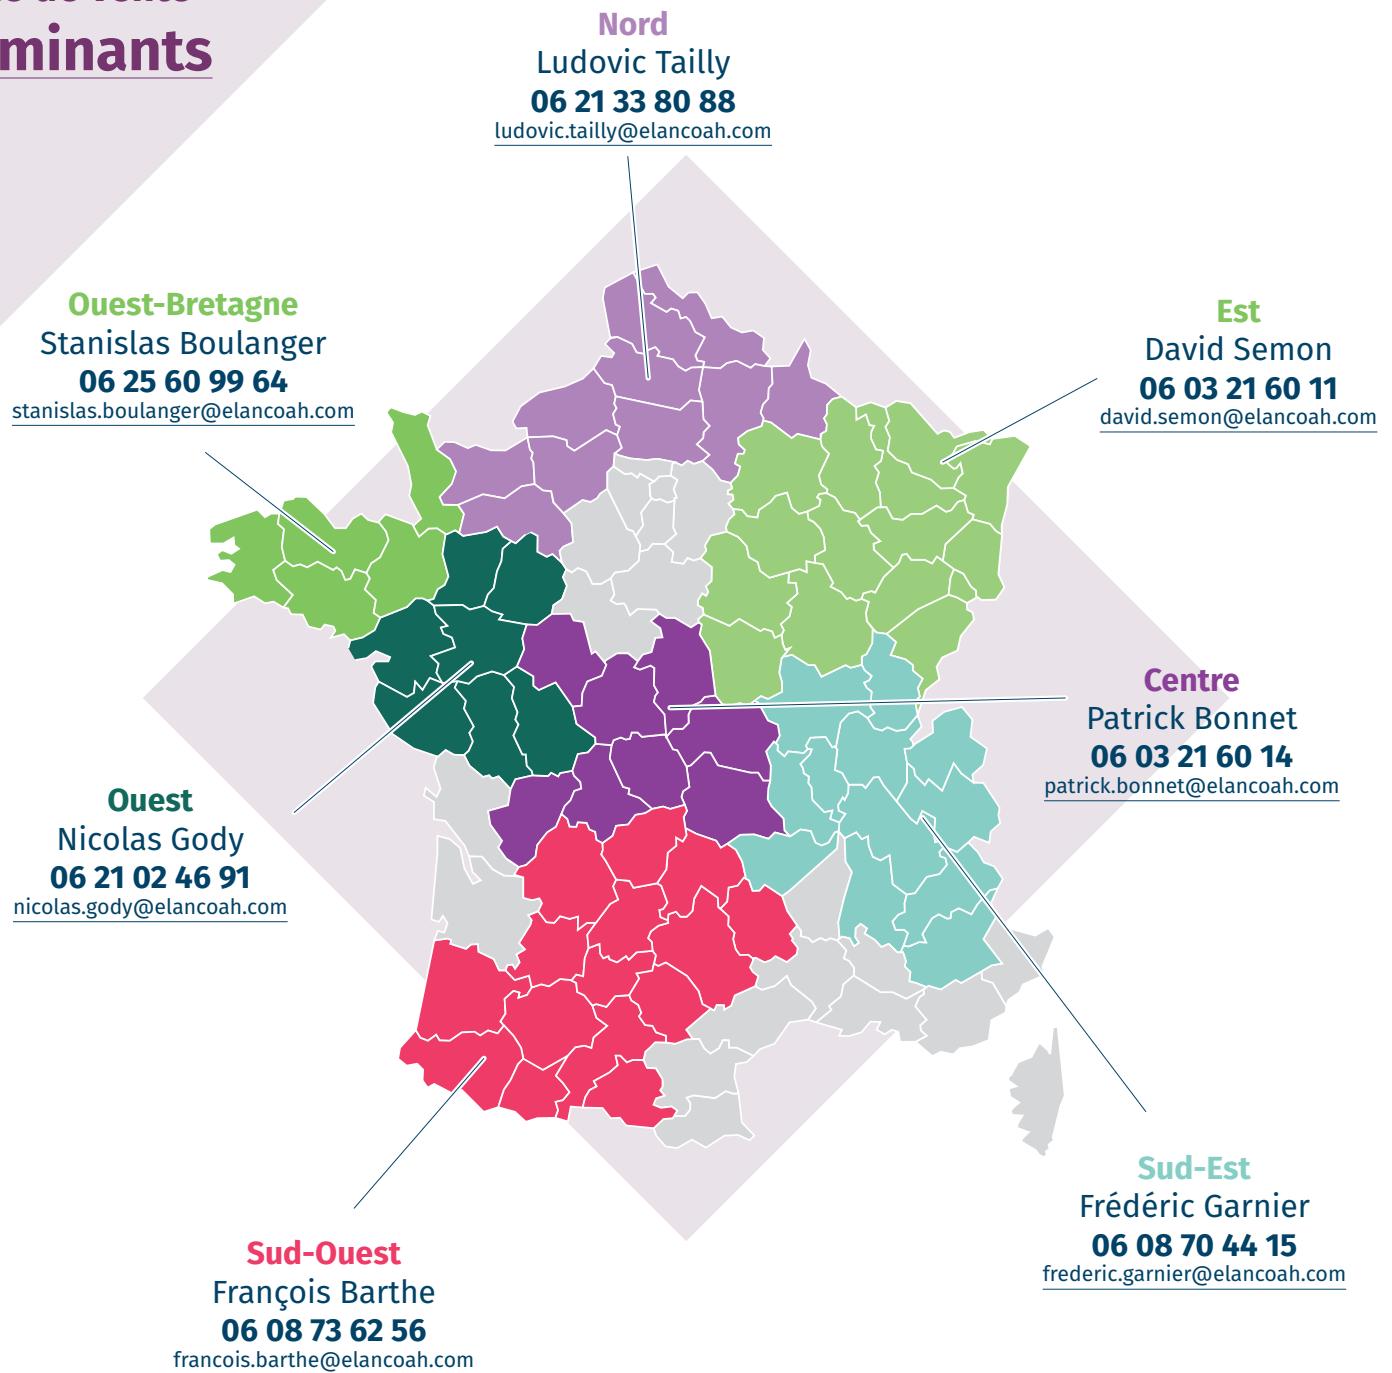 minants
Nord
Ludovic Tailly
06 21 33 80 88
ludovic.tailly@elancoah.com
Ouest-Bretagne
Stanislas Boulanger
06 25 60 99 64
stanislas.boulanger@elancoah.com
Est
David Semon
06 03 21 60 11
david.semon@elancoah.com
Centre
Patrick Bonnet
06 03 21 60 14
patrick.bonnet@elancoah.com
Ouest
Nicolas Gody
06 21 02 46 91
nicolas.gody@elancoah.com
Sud-Est
Frédéric Garnier
06 08 70 44 15
frederic.garnier@elancoah.com
Sud-Ouest
François Barthe
06 08 73 62 56
francois.barthe@elancoah.com